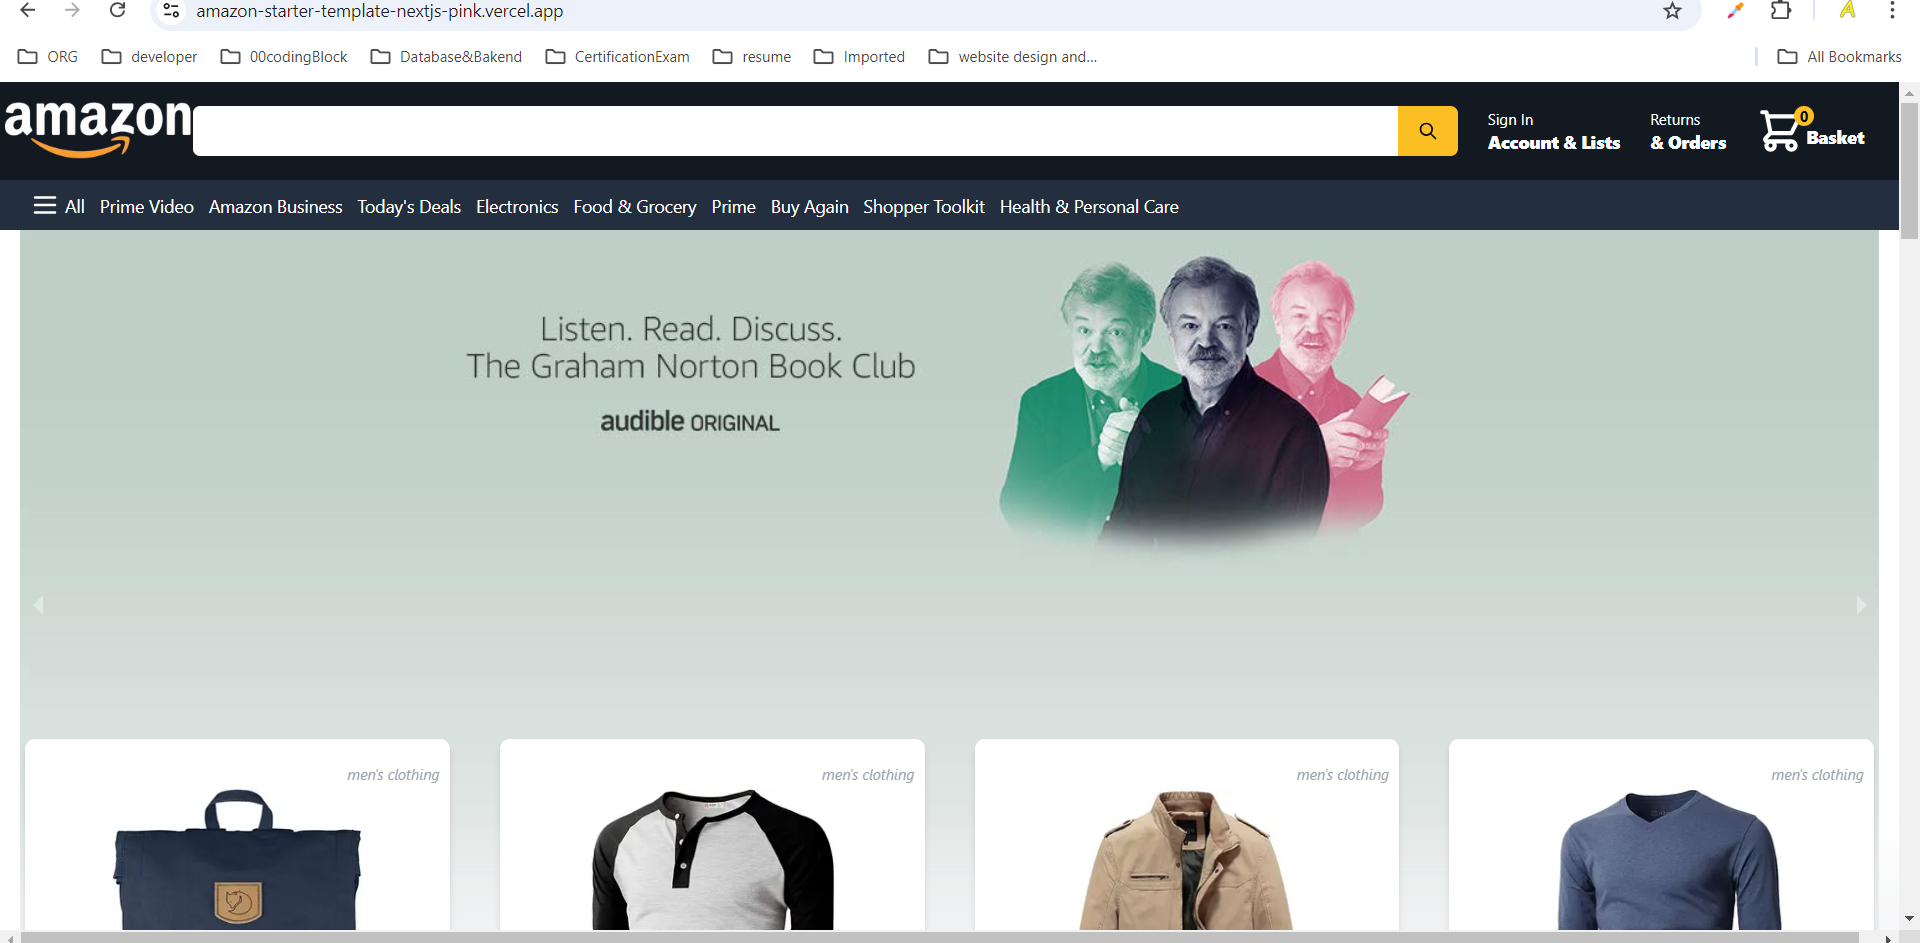 amazon-starter-template-nextjs-pink.vercel.app
ORG developer 00codingBlock Database&Bakend CertificationExam resume Imported website design and... All Bookmarks
amazon
Sign In
Account & Lists
Returns
& Orders
0
Basket
All Prime Video Amazon Business Today's Deals Electronics Food & Grocery Prime Buy Again Shopper Toolkit Health & Personal Care
Listen. Read. Discuss.
The Graham Norton Book Club
audible ORIGINAL
men's clothing men's clothing men's clothing men's clothing